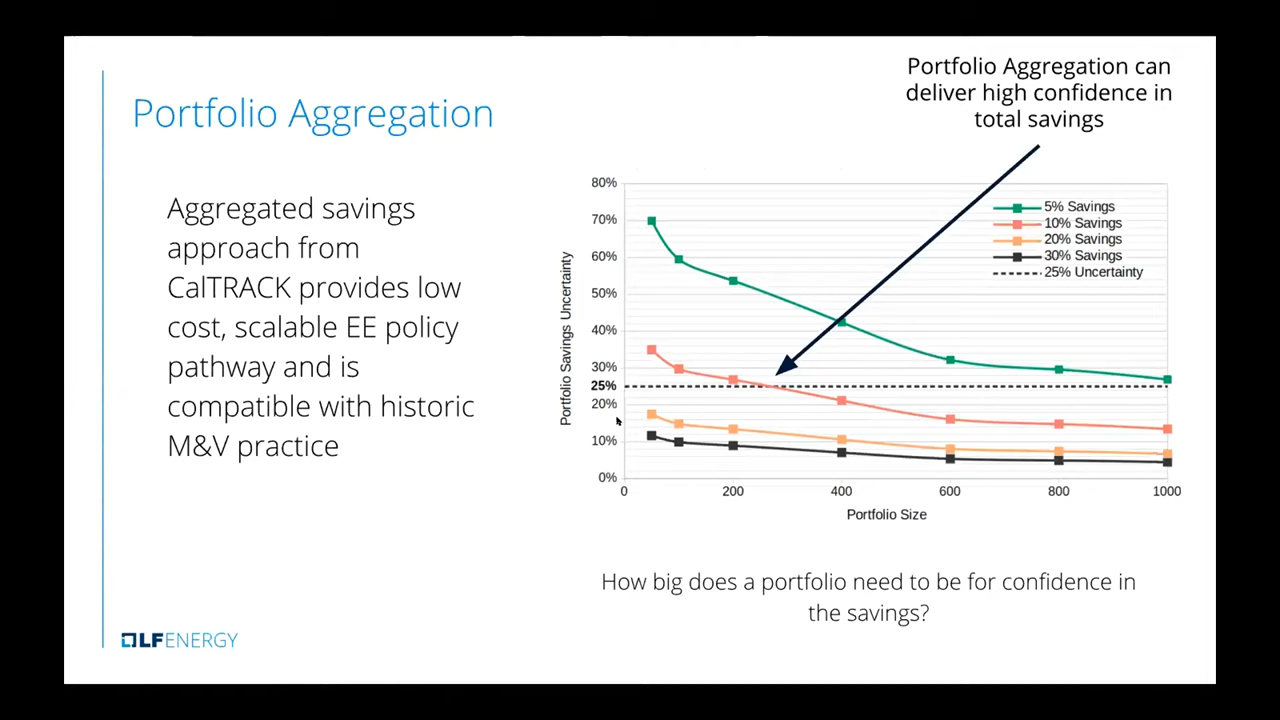 Portfolio Aggregation can
deliver high confidence in
total savings
Portfolio Aggregation
Aggregated savings
approach from
CalTRACK provides low
cost, scalable EE policy
pathway and is
compatible with historic
M&V practice
Portfolio Savings Uncertainty
80%
70%
60%
50%
40%
30%
25%
20%
10%
0%
5% Savings
10% Savings
20% Savings
30% Savings
25% Uncertainty
0 200 400 600 800 1000
Portfolio Size
How big does a portfolio need to be for confidence in
the savings?
LFENERGY